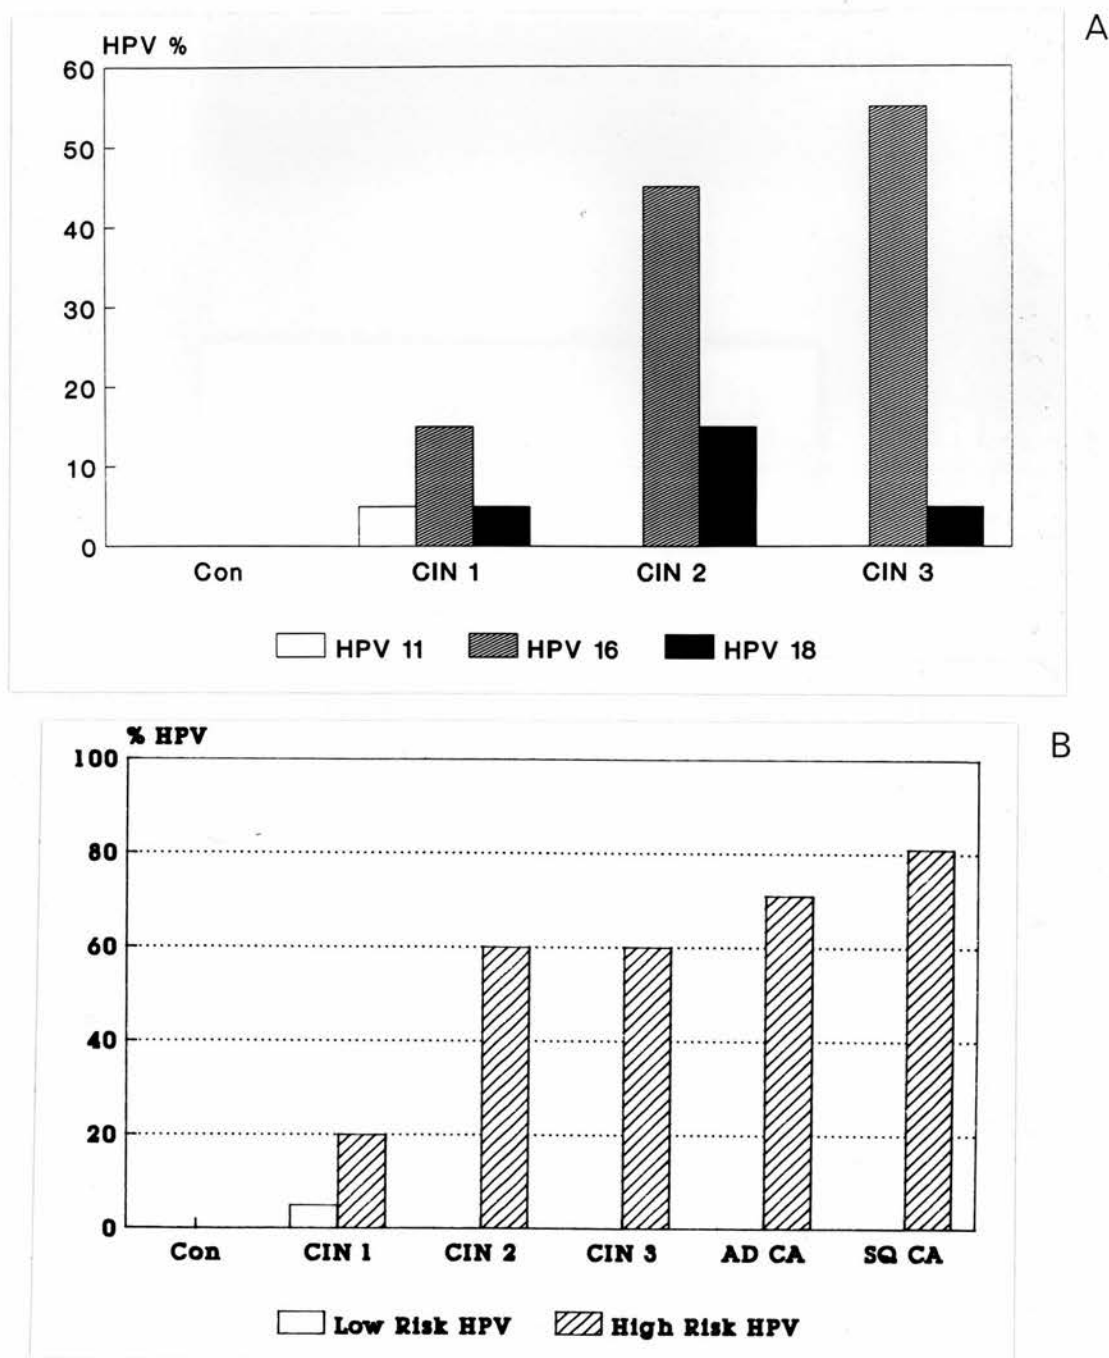 A
HPV %
60
50
40
30
20
10
0
Con CIN 1 CIN 2 CIN 3
HPV 11 HPV 16 HPV 18
B
% HPV
100
80
60
40
20
0
Con CIN 1 CIN 2 CIN 3 AD CA SQ CA
Low Risk HPV High Risk HPV